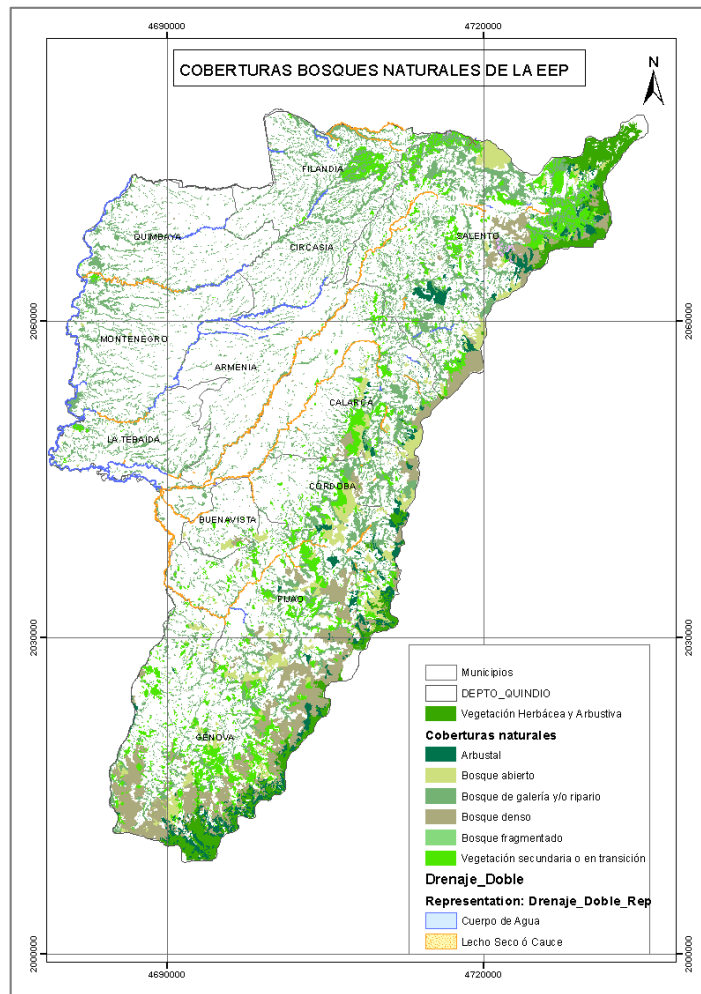 4690000
4720000
COBERTURAS BOSQUES NATURALES DE LA EEP
N
FILANDIA
QUIMBAYA
CIRCASIA
SALENTO
2060000
2060000
MONTENEGRO
ARMENIA
CALARCÁ
LA TEBAIDA
CÓRDOBA
BUENAVISTA
PIJAO
2030000
2030000
GENOVA
Municipios
DEPTO_QUINDIO
Vegetación Herbácea y Arbustiva
Coberturas naturales
Arbustal
Bosque abierto
Bosque de galería y/o ripario
Bosque denso
Bosque fragmentado
Vegetación secundaria o en transición
Drenaje_Doble
Representation: Drenaje_Doble_Rep
Cuerpo de Agua
Lecho Seco ó Cauce
2000000
2000000
4690000
4720000